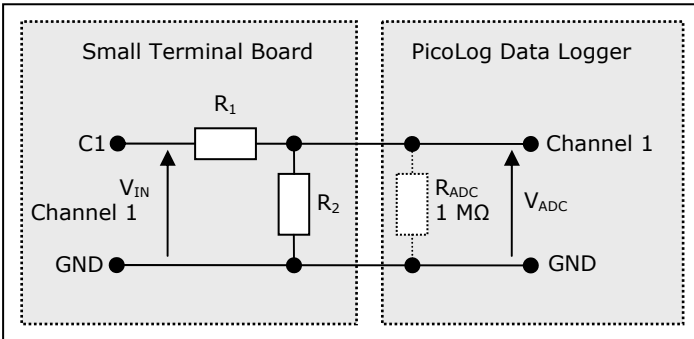 Small Terminal Board
PicoLog Data Logger
R1
C1
Channel 1
VIN
Channel 1
R2
RADC
1 MΩ
VADC
GND
GND